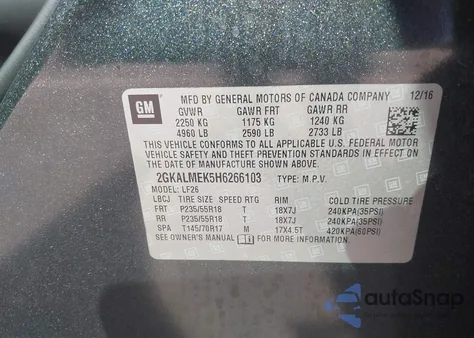 GM
MFD BY GENERAL MOTORS OF CANADA COMPANY 12/16
GVWR GAWR FRT GAWR RR
2250 KG 1175 KG 1240 KG
4960 LB 2590 LB 2733 LB
THIS VEHICLE CONFORMS TO ALL APPLICABLE U.S. FEDERAL MOTOR
VEHICLE SAFETY, BUMPER, AND THEFT PREVENTION STANDARDS IN
EFFECT ON THE DATE OF MANUFACTURE SHOWN ABOVE.
2GKALMEK5H6266103 TYPE: M.P.V.
MODEL: LF26
LBCJ TIRE SIZE SPEED RTG RIM COLD TIRE PRESSURE
FRT P235/55R18 T 18X7J 240KPA(35PSI)
RR P235/55R18 T 18X7J 240KPA(35PSI)
SPA T145/70R17 M 17X4.5T 420KPA(60PSI)
SEE OWNER'S MANUAL FOR MORE INFORMATION.
autoSnap